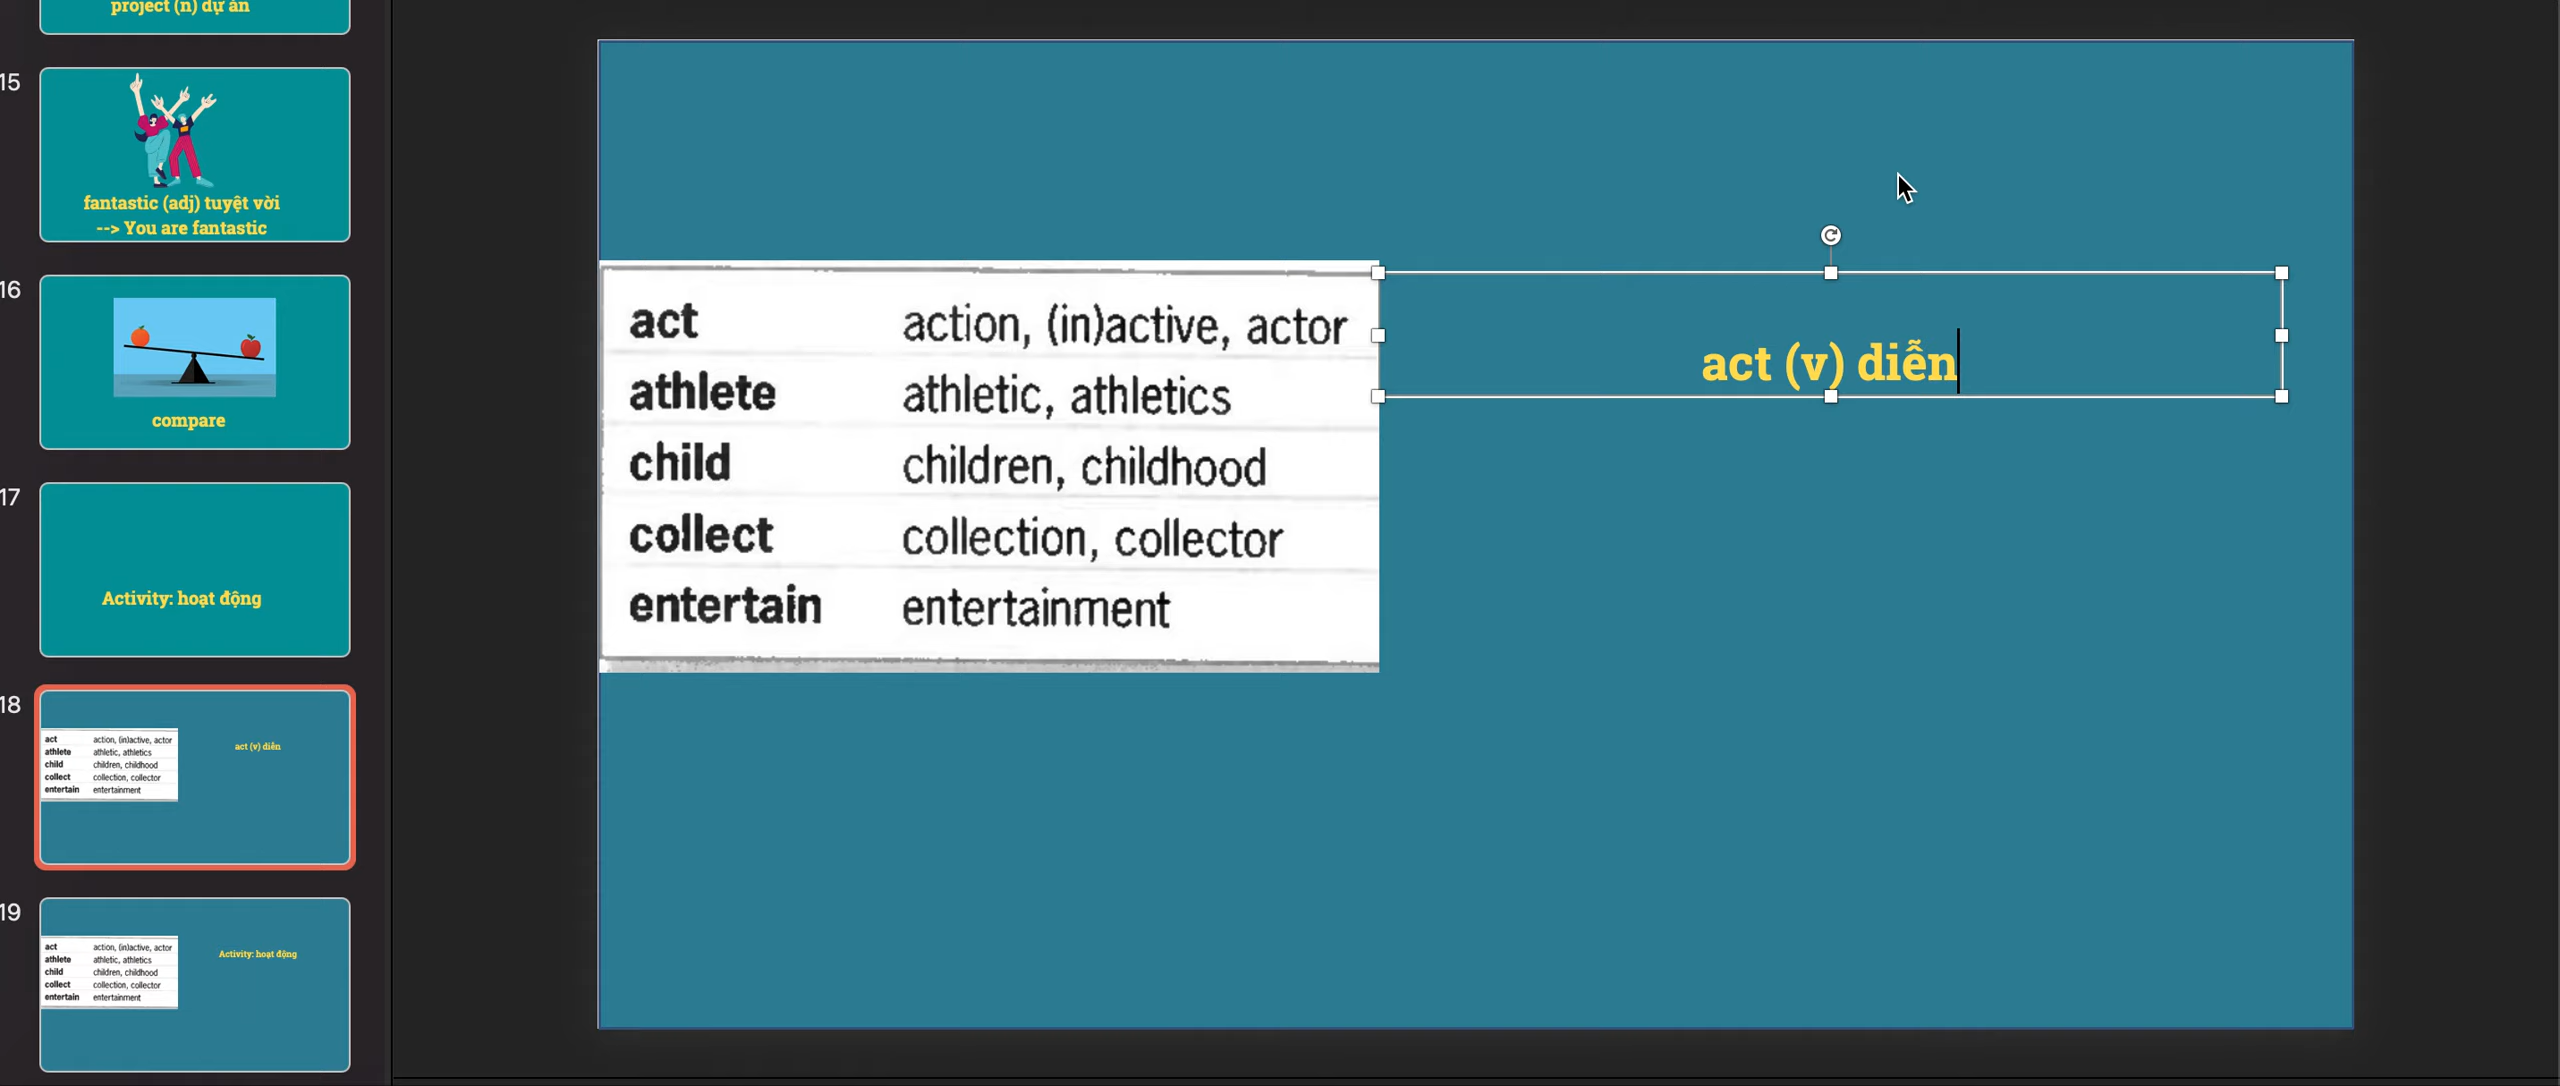 project (n) dự án
15
fantastic (adj) tuyệt vời
--> You are fantastic
16
compare
17
Activity: hoạt động
18
act action, (in)active, actor
athlete athletic, athletics
child children, childhood
collect collection, collector
entertain entertainment
act (v) diễn
19
act action, (in)active, actor
athlete athletic, athletics
child children, childhood
collect collection, collector
entertain entertainment
Activity: hoạt động
act action, (in)active, actor
athlete athletic, athletics
child children, childhood
collect collection, collector
entertain entertainment
act (v) diễn